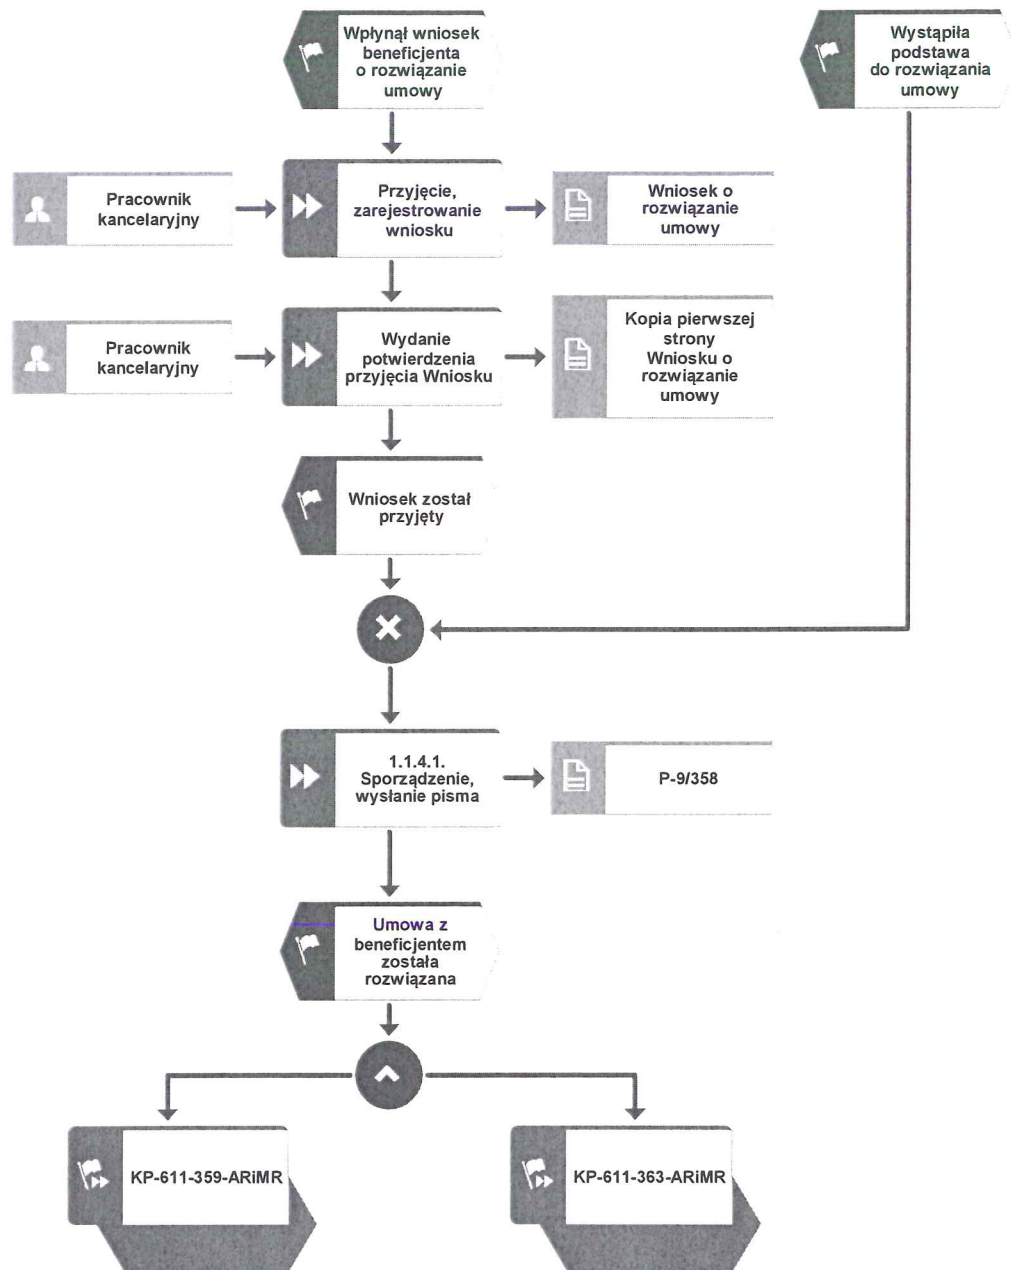 Wpłynął wniosek
beneficjenta
o rozwiązanie
umowy
Wystąpiła
podstawa
do rozwiązania
umowy
Pracownik
kancelaryjny
Przyjęcie,
zarejestrowanie
wniosku
Wniosek o
rozwiązanie
umowy
Pracownik
kancelaryjny
Wydanie
potwierdzenia
przyjęcia Wniosku
Kopia pierwszej
strony
Wniosku o
rozwiązanie
umowy
Wniosek został
przyjęty
1.1.4.1.
Sporządzenie,
wysłanie pisma
P-9/358
Umowa z
beneficjentem
została
rozwiązana
KP-611-359-ARiMR
KP-611-363-ARiMR